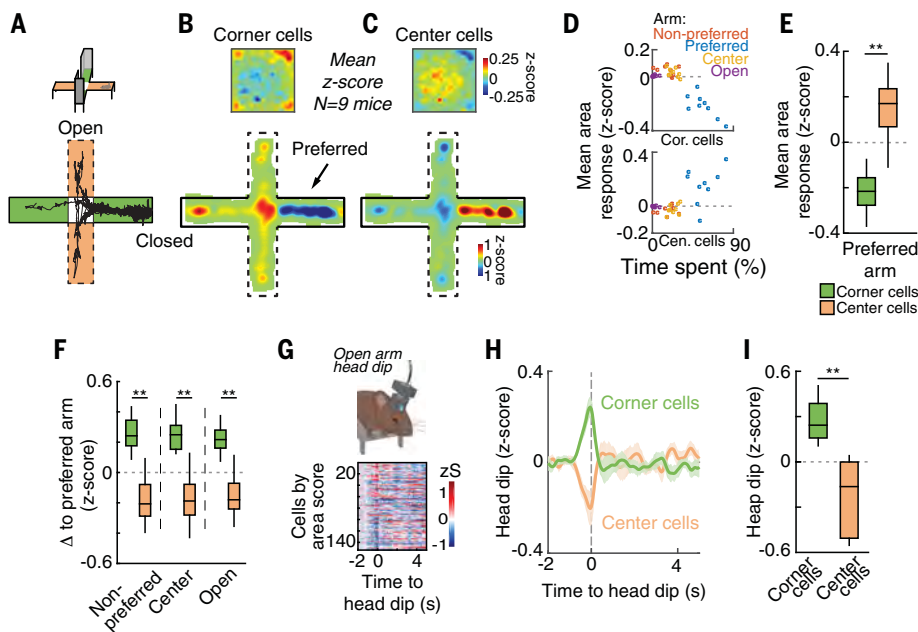 A
Open
Closed
B
Corner cells
Mean
z-score
N=9 mice
C
Center cells
0.25
-0.25
z-score
Preferred
1
0
1
z-score
D
Arm:
Non-preferred
Preferred
Center
Open
0.2
0
-0.4
Cor. cells
0.4
0
-0.2
Cen. cells
0
90
Mean area
response (z-score)
Time spent (%)
E
**
0.4
0
-0.4
Mean area
response (z-score)
Preferred
arm
Corner cells
Center cells
F
** ** **
0.6
0
-0.6
Δ to preferred arm
(z-score)
Non-
preferred
Center
Open
G
Open arm
head dip
20
140
Cells by
area score
zS
1
0
-1
-2 0 4
Time to
head dip (s)
H
0.4
0
-0.4
Head dip (z-score)
Corner cells
Center cells
-2 0 4
Time to head dip (s)
I
**
0.6
0
-0.6
Heap dip (z-score)
Corner
cells
Center
cells